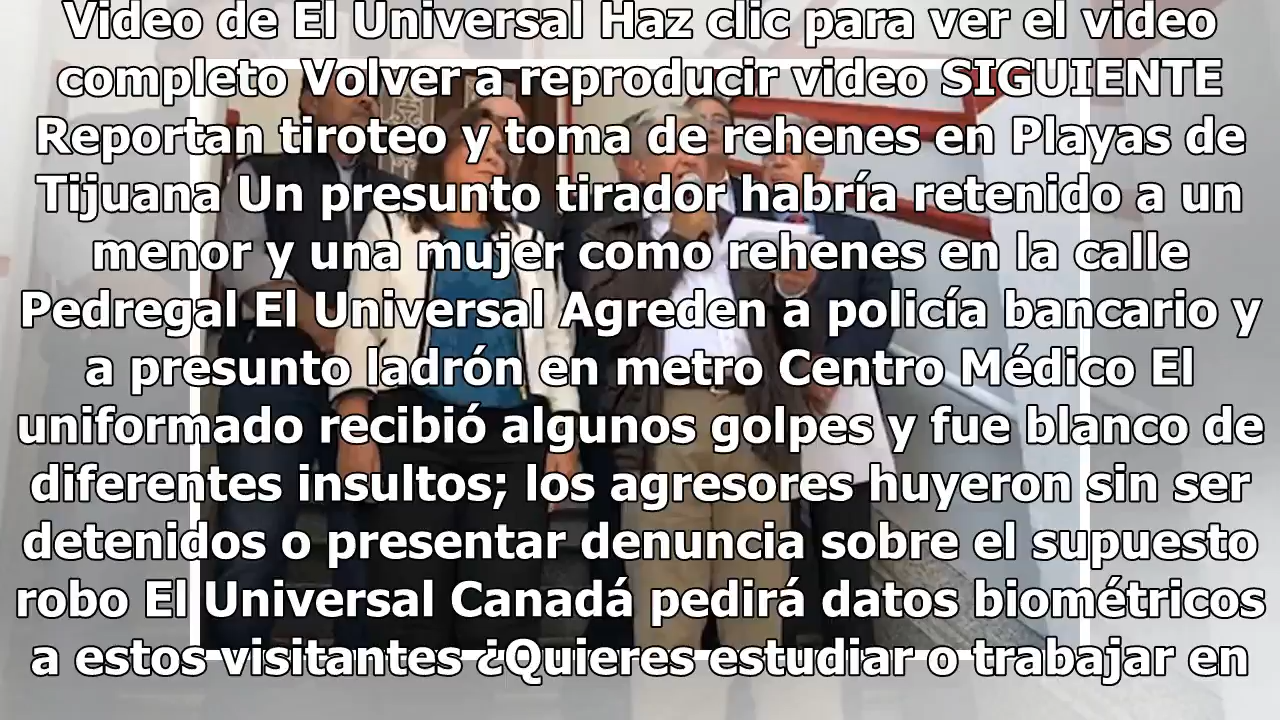 Video de El Universal Haz clic para ver el video
completo Volver a reproducir video SIGUIENTE
Reportan tiroteo y toma de rehenes en Playas de
Tijuana Un presunto tirador habría retenido a un
menor y una mujer como rehenes en la calle
Pedregal El Universal Agreden a policía bancario y
a presunto ladrón en metro Centro Médico El
uniformado recibió algunos golpes y fue blanco de
diferentes insultos; los agresores huyeron sin ser
detenidos o presentar denuncia sobre el supuesto
robo El Universal Canadá pedirá datos biométricos
a estos visitantes ¿Quieres estudiar o trabajar en